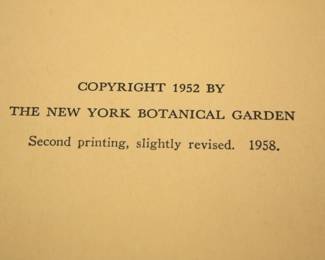 COPYRIGHT 1952 BY
THE NEW YORK BOTANICAL GARDEN
Second printing, slightly revised. 1958.